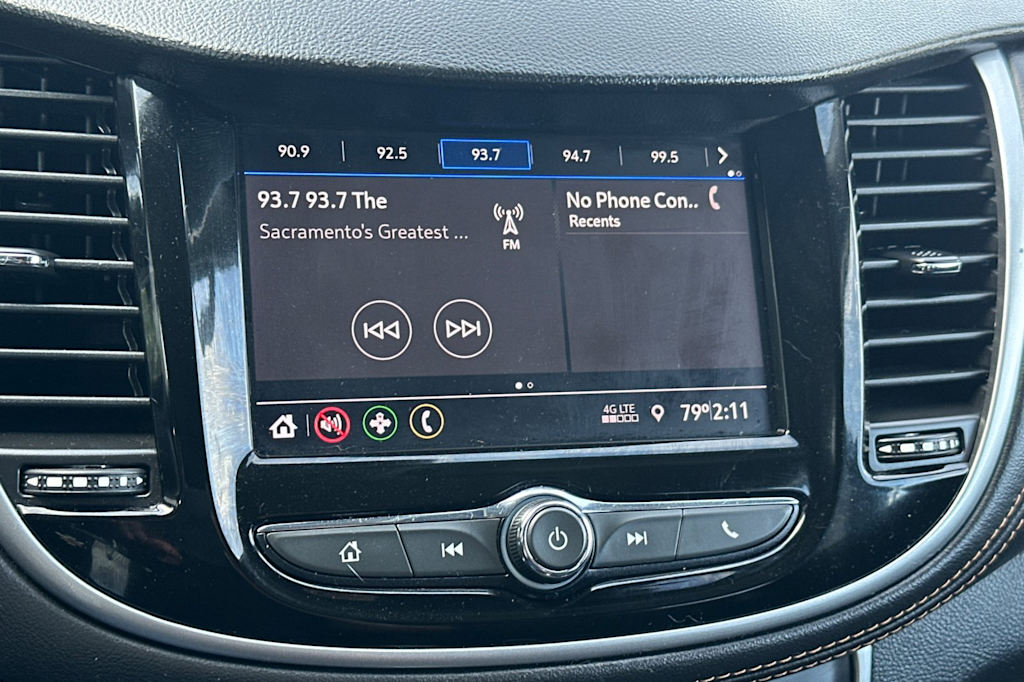 90.9 92.5 93.7 94.7 99.5
93.7 93.7 The
Sacramento's Greatest ...
FM
No Phone Con..
Recents
4G LTE
79° 2:11